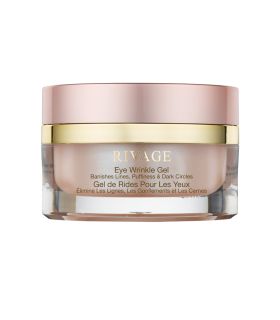 RIVAGE
Eye Wrinkle Gel
Banishes Lines, Puffiness & Dark Circles
Gel de Rides Pour Les Yeux
Élimine Les Lignes, Les Gonflements et Les Cernes